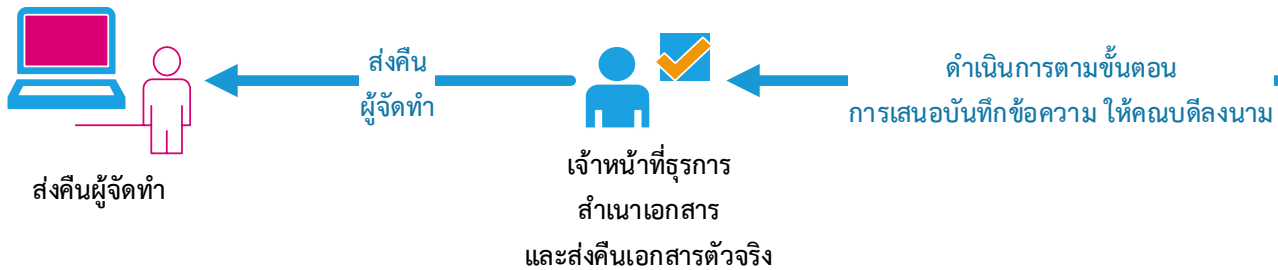 ส่งคืน
ผู้จัดทำ
ดำเนินการตามขั้นตอน
การเสนอบันทึกข้อความ ให้คณบดีลงนาม
ส่งคืนผู้จัดทำ
เจ้าหน้าที่ธุรการ
สำเนาเอกสาร
และส่งคืนเอกสารตัวจริง